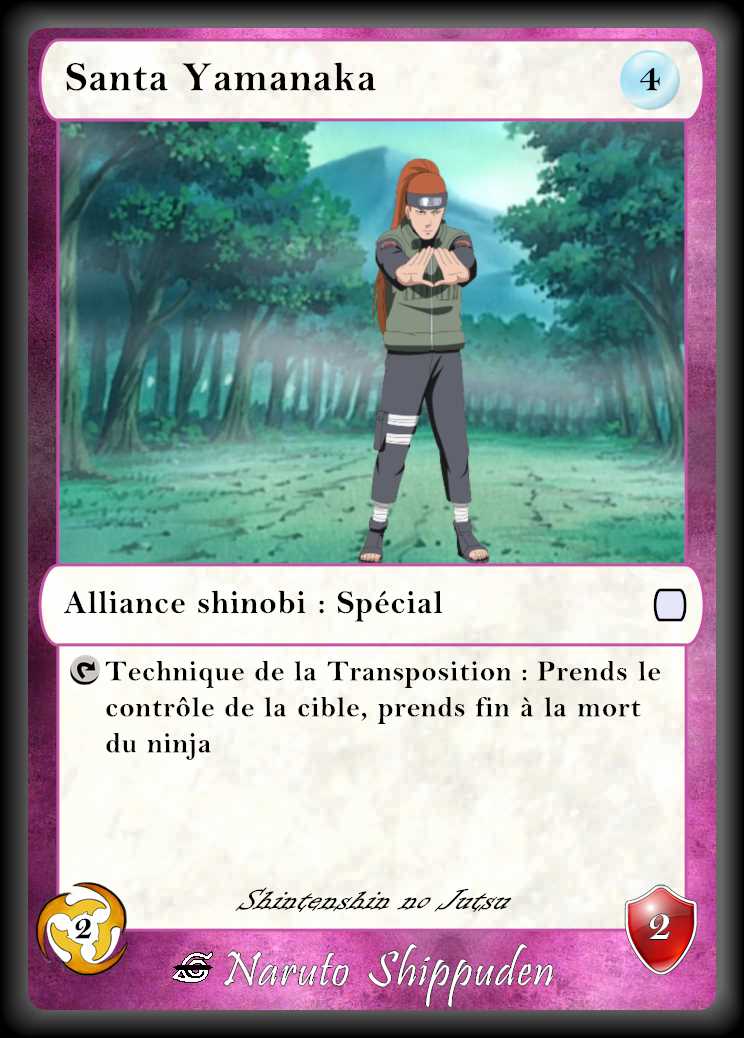 Santa Yamanaka
4
Alliance shinobi : Spécial
Technique de la Transposition : Prends le
contrôle de la cible, prends fin à la mort
du ninja
Shintenshin no Jutsu
2
2
Naruto Shippuden